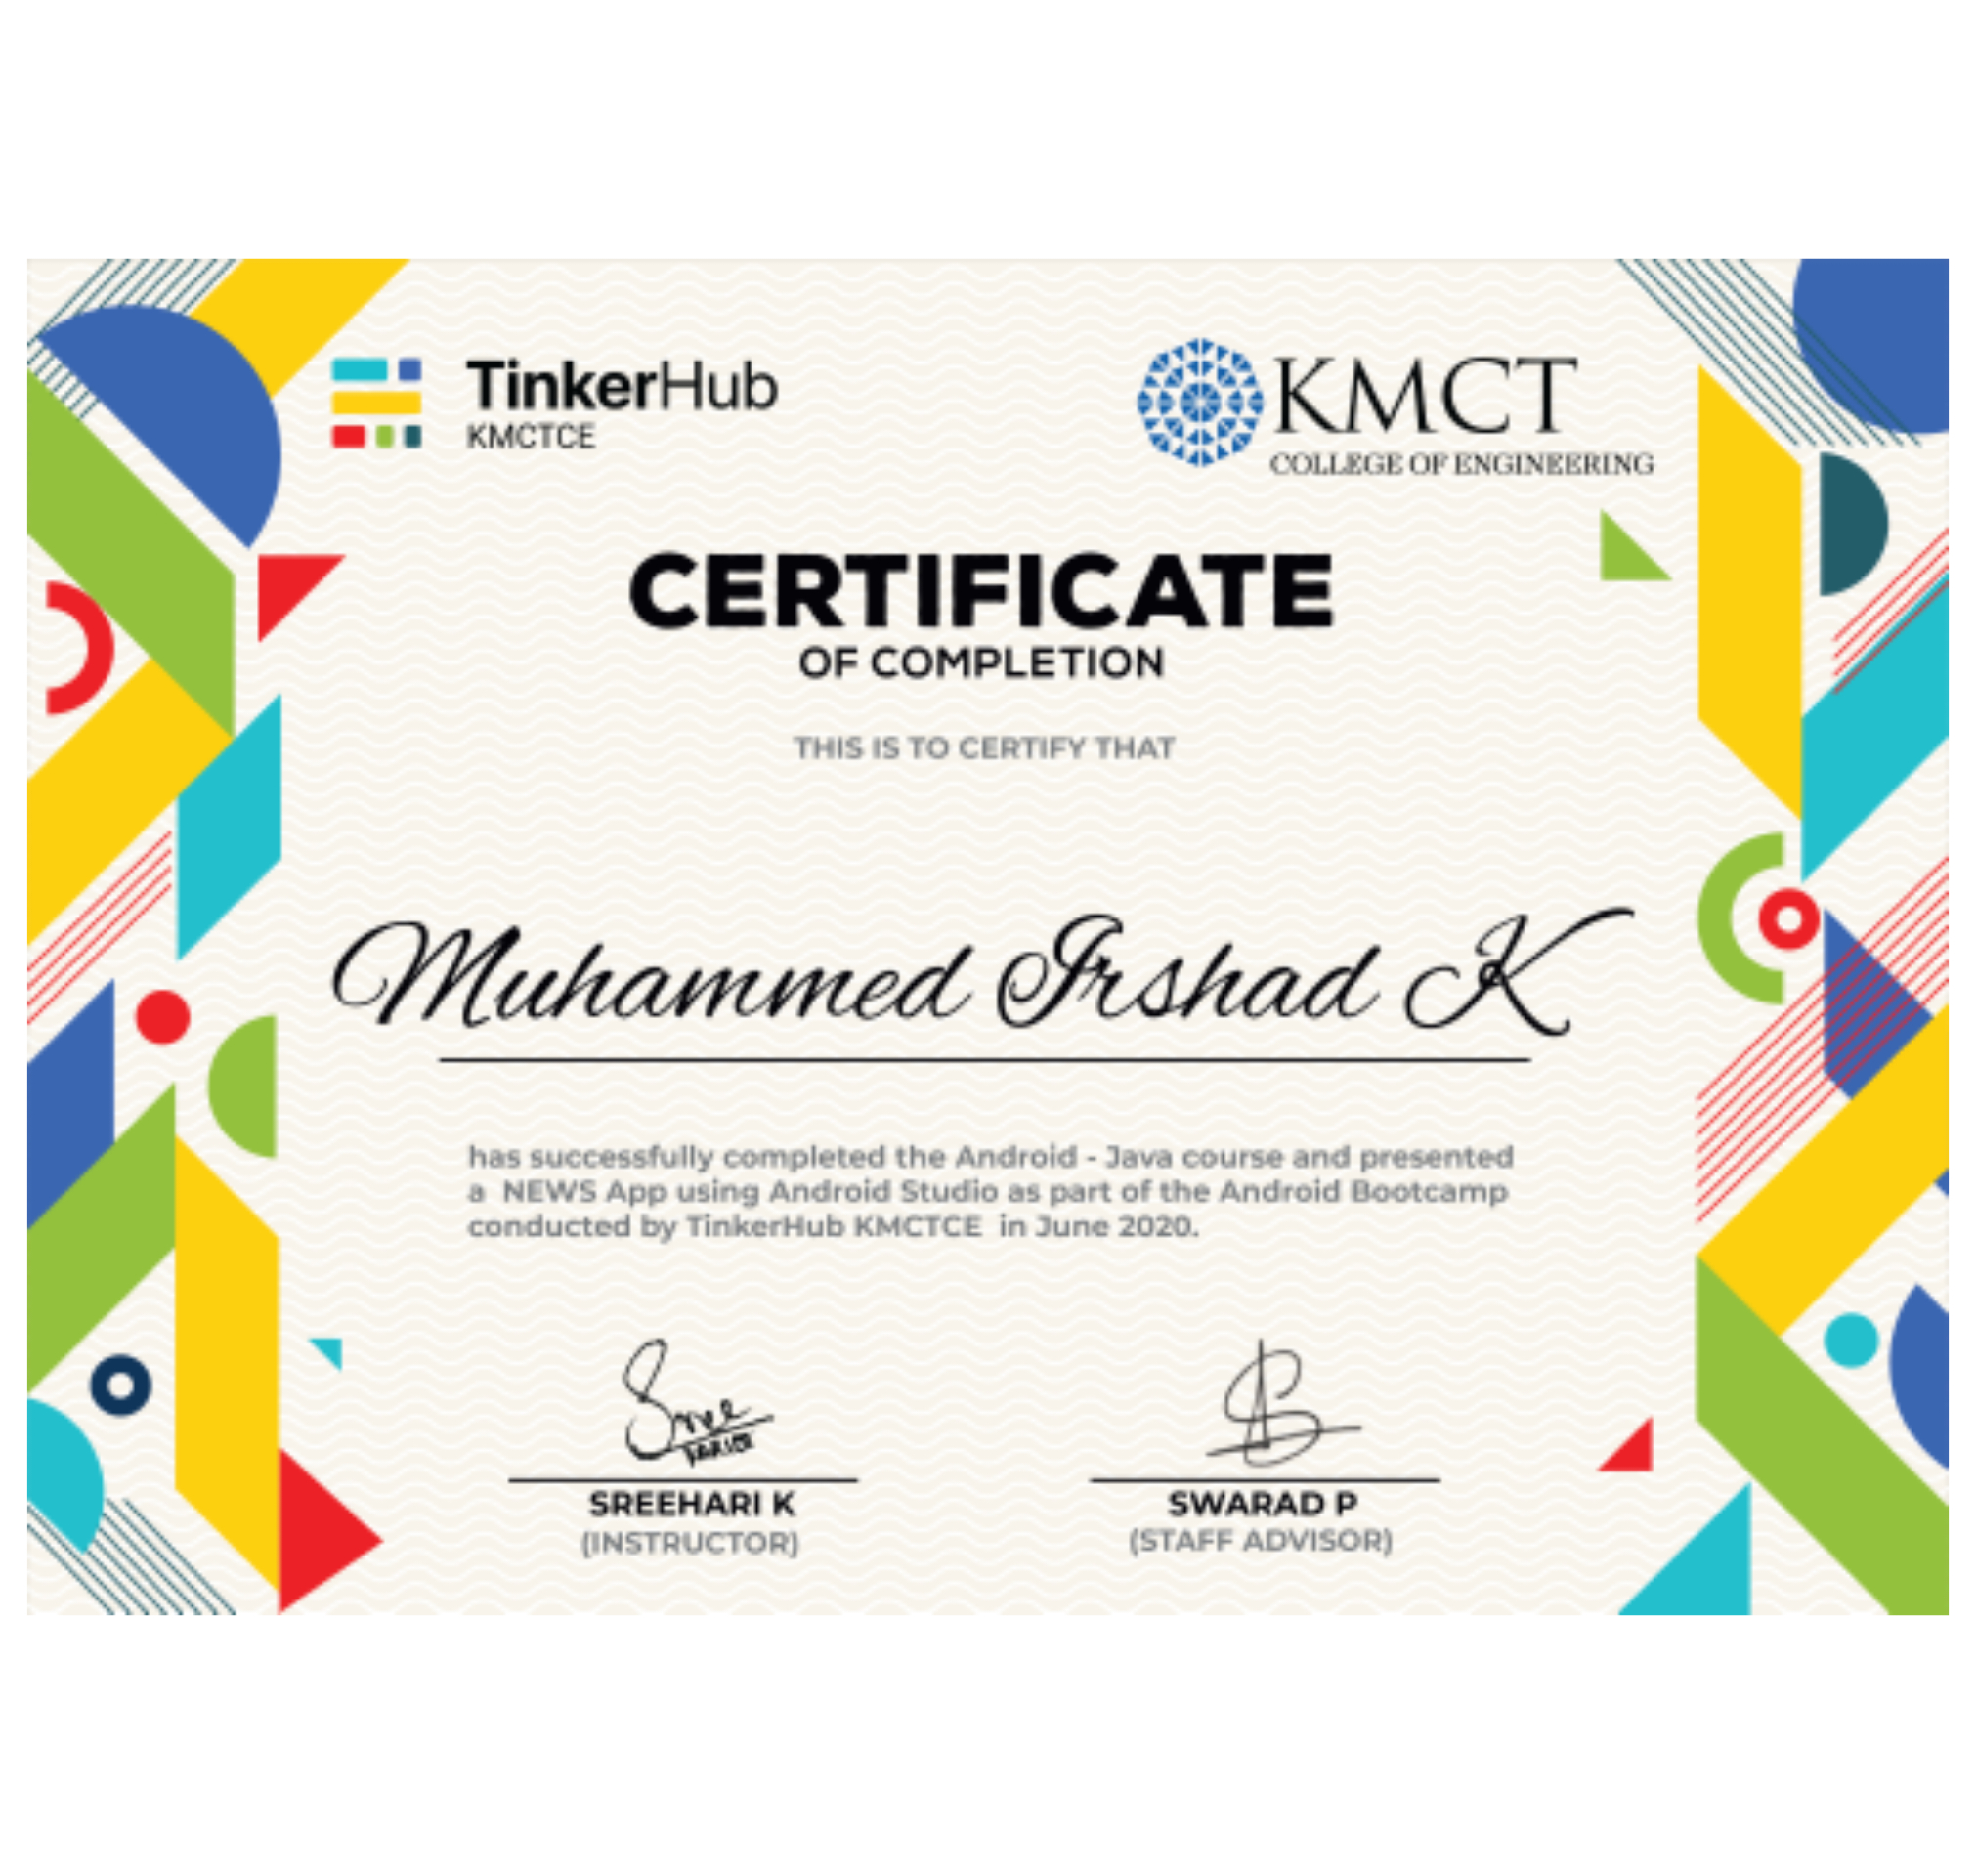 TinkerHub
KMCTCE
KMCT
COLLEGE OF ENGINEERING
CERTIFICATE
OF COMPLETION
THIS IS TO CERTIFY THAT
Muhammed Irshad K
has successfully completed the Android - Java course and presented
a NEWS App using Android Studio as part of the Android Bootcamp
conducted by TinkerHub KMCTCE in June 2020.
Sree
SREEHARI K
(INSTRUCTOR)
SWARAD P
(STAFF ADVISOR)